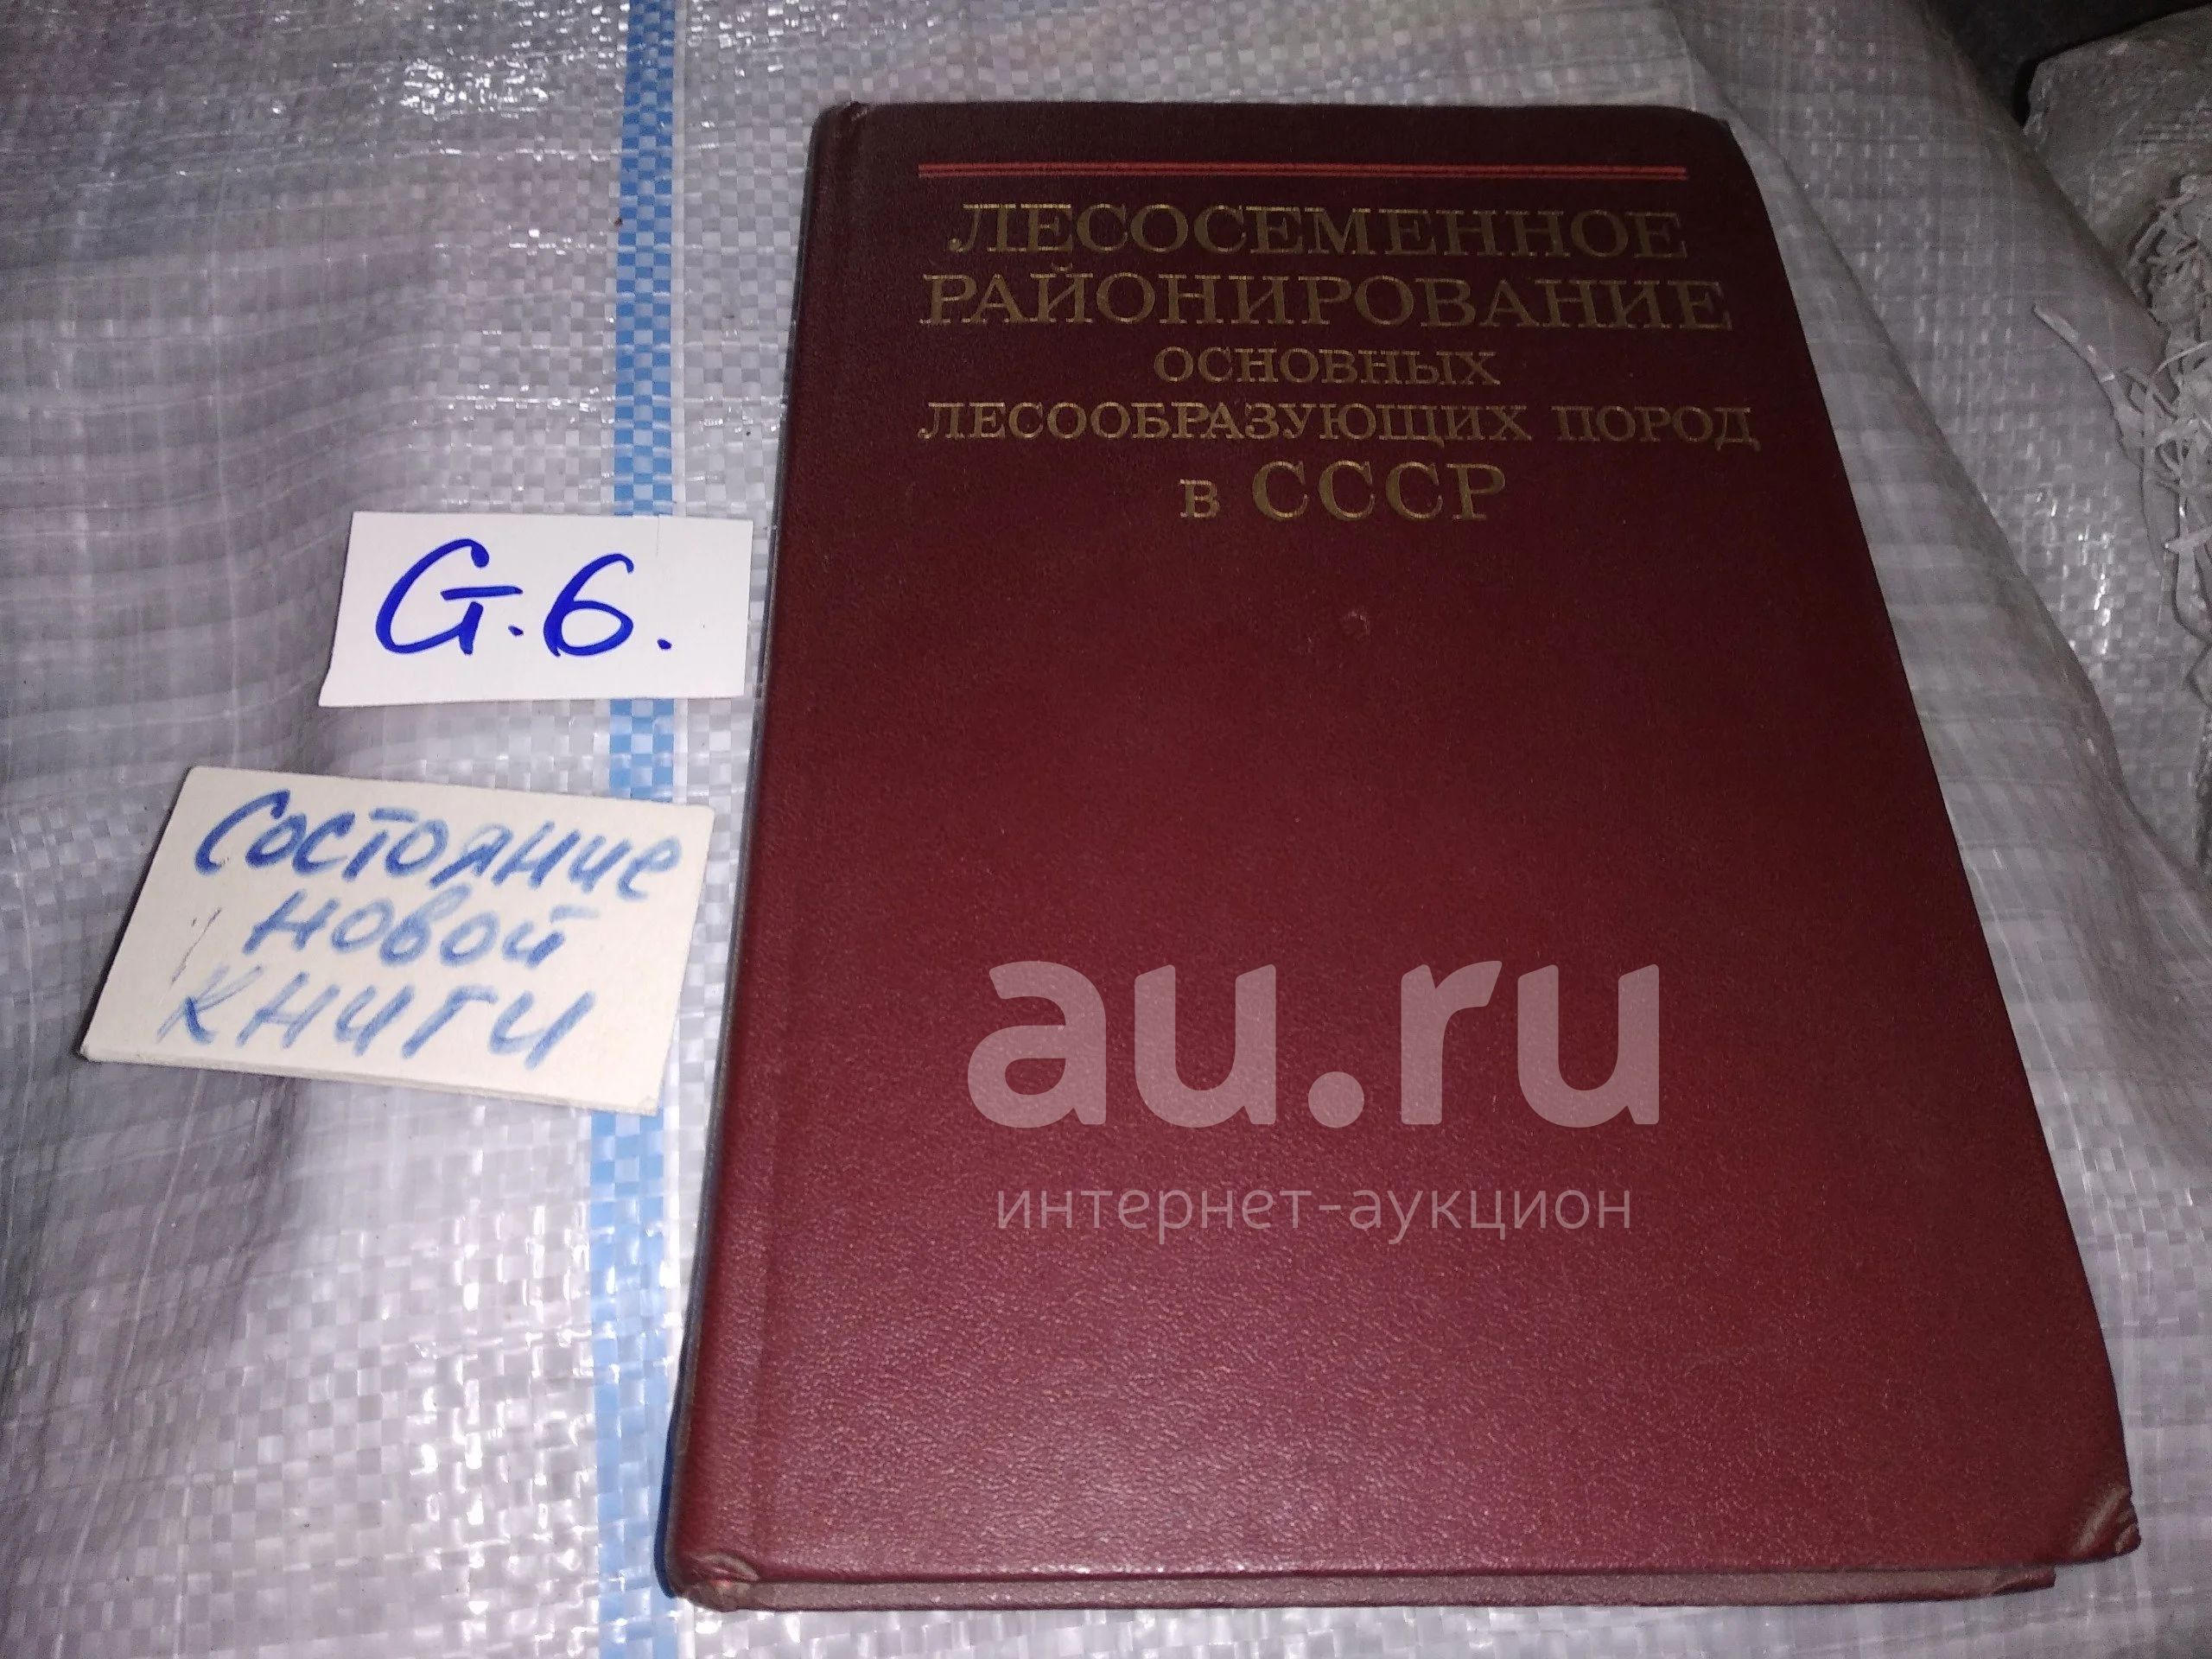 ЛЕСОСЕМЕННОЕ
РАЙОНИРОВАНИЕ
ОСНОВНЫХ
ЛЕСООБРАЗУЮЩИХ ПОРОД
в СССР
G.6.
Состояние
новой
книги
au.ru
интернет-аукцион